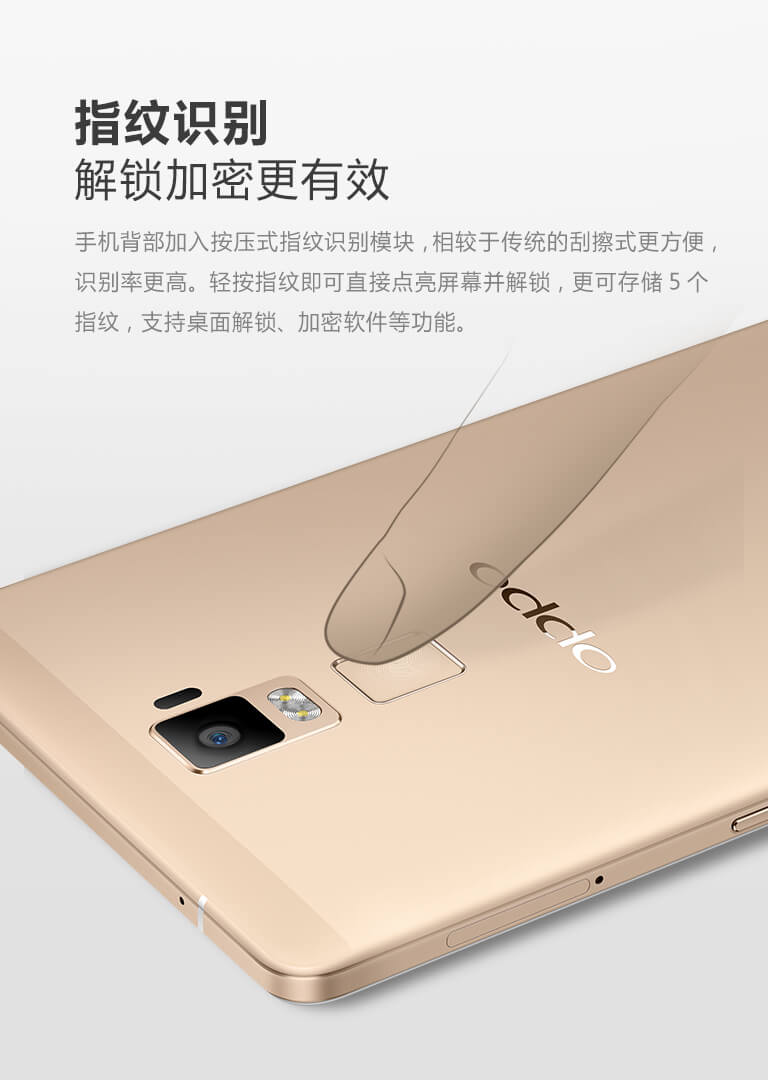 指纹识别
解锁加密更有效
手机背部加入按压式指纹识别模块，相较于传统的刮擦式更方便，
识别率更高。轻按指纹即可直接点亮屏幕并解锁，更可存储 5 个
指纹，支持桌面解锁、加密软件等功能。
oppo